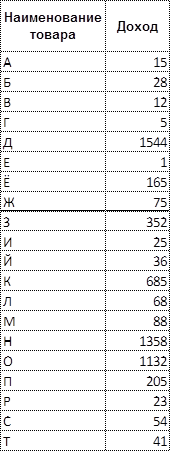 Наименование товара Доход
А 15
Б 28
В 12
Г 5
Д 1544
Е 1
Ё 165
Ж 75
З 352
И 25
Й 36
К 685
Л 68
М 88
Н 1358
О 1132
П 205
Р 23
С 54
Т 41